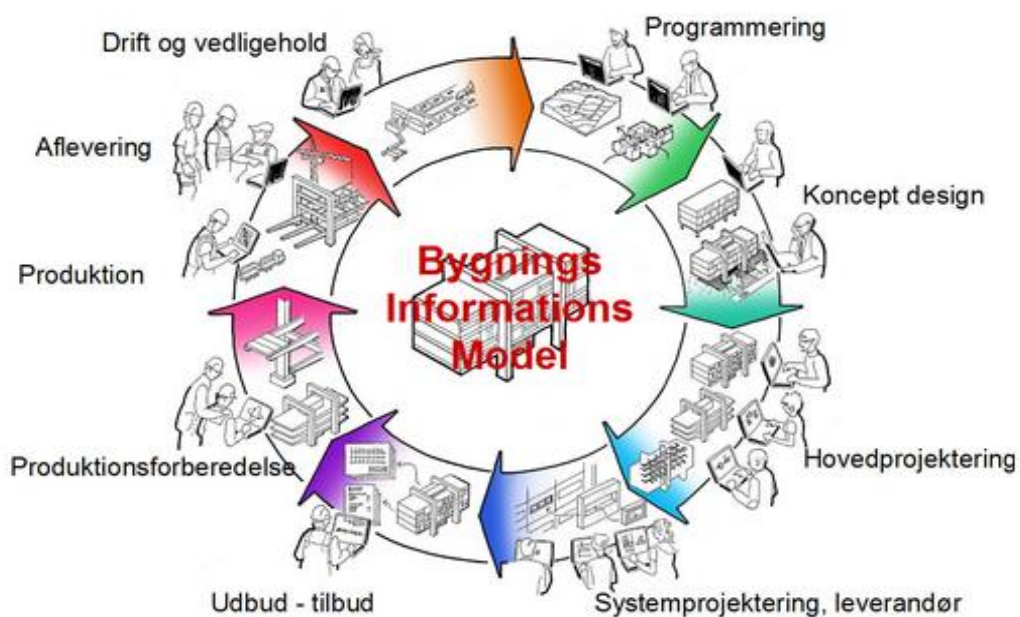 Drift og vedligehold
Programmering
Aflevering
Koncept design
Produktion
Bygnings
Informations
Model
Produktionsforberedelse
Hovedprojektering
Udbud - tilbud
Systemprojektering, leverandør